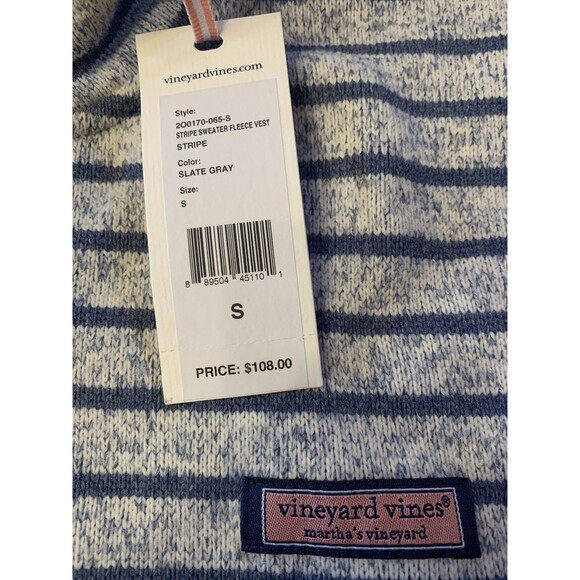 vineyardvines.com
Style:
2O0170-065-S
STRIPE SWEATER FLEECE VEST
STRIPE
Color:
SLATE GRAY
Size:
S
8 89504 45110 1
S
PRICE: $108.00
vineyard vines®
martha's vineyard